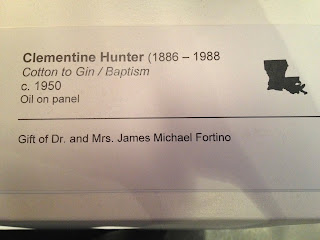 Clementine Hunter (1886 – 1988
Cotton to Gin / Baptism
c. 1950
Oil on panel
Gift of Dr. and Mrs. James Michael Fortino